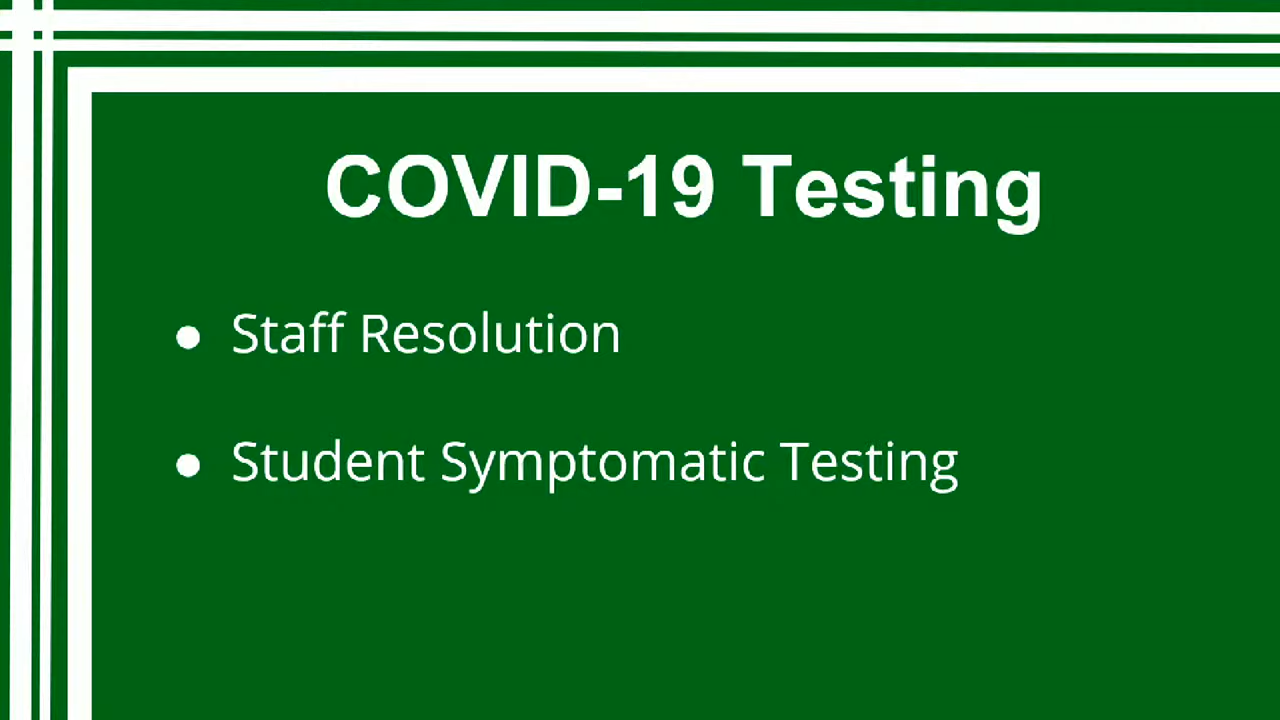 COVID-19 Testing
● Staff Resolution
● Student Symptomatic Testing